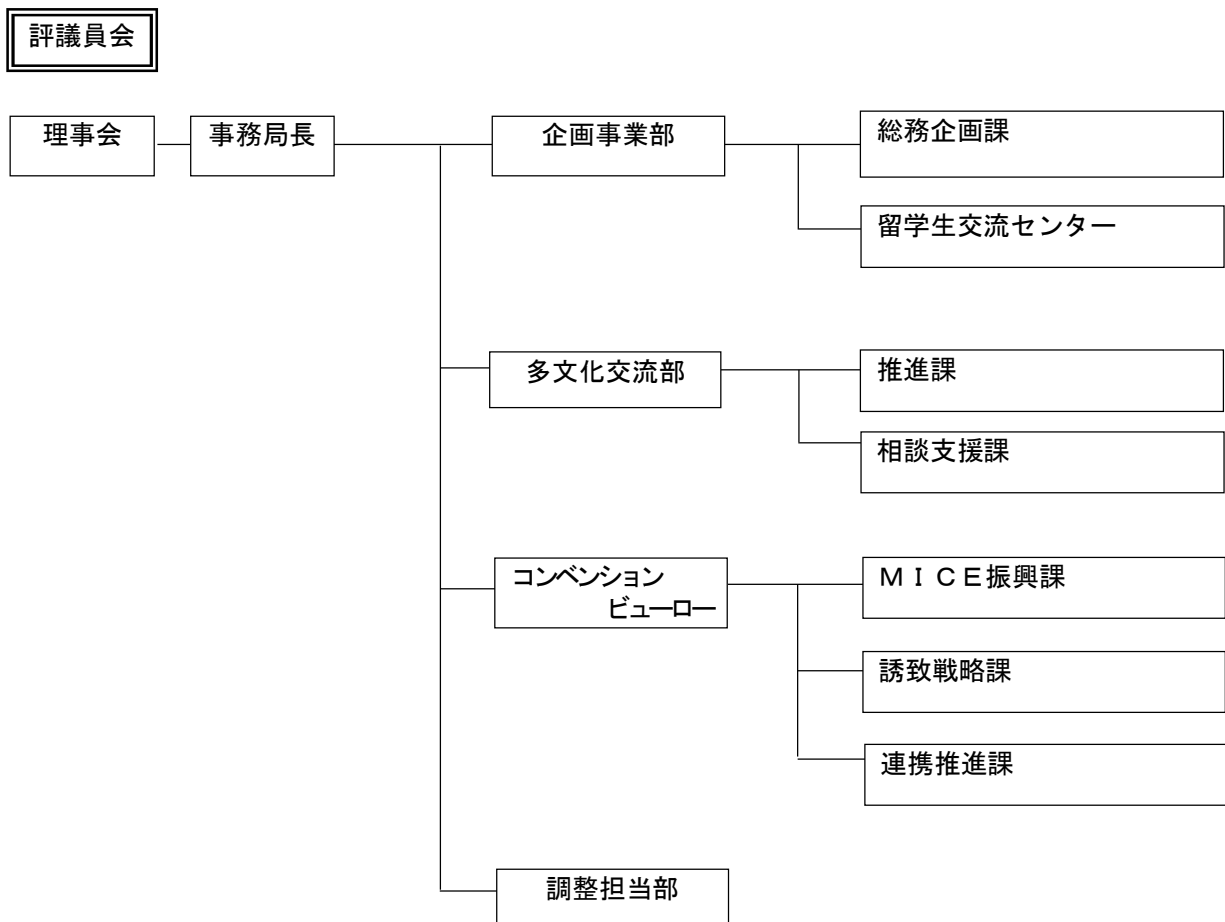 評議員会
理事会
事務局長
企画事業部
総務企画課
留学生交流センター
多文化交流部
推進課
相談支援課
コンベンション
ビューロー
ＭＩＣＥ振興課
誘致戦略課
連携推進課
調整担当部